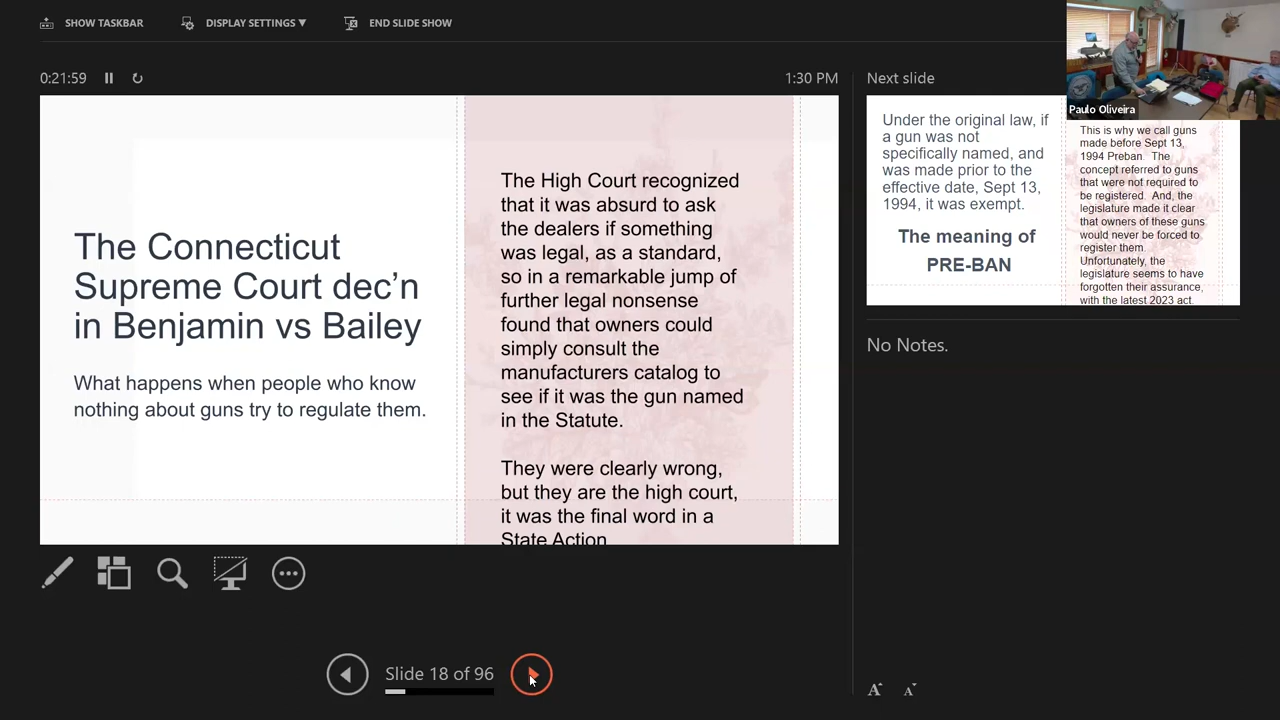 SHOW TASKBAR
DISPLAY SETTINGS ▼
END SLIDE SHOW
0:21:59
1:30 PM
The Connecticut
Supreme Court dec’n
in Benjamin vs Bailey
What happens when people who know
nothing about guns try to regulate them.
The High Court recognized
that it was absurd to ask
the dealers if something
was legal, as a standard,
so in a remarkable jump of
further legal nonsense
found that owners could
simply consult the
manufacturers catalog to
see if it was the gun named
in the Statute.
They were clearly wrong,
but they are the high court,
it was the final word in a
State Action
Slide 18 of 96
Next slide
Paulo Oliveira
Under the original law, if
a gun was not
specifically named, and
was made prior to the
effective date, Sept 13,
1994, it was exempt.
The meaning of
PRE-BAN
This is why we call guns
made before Sept 13,
1994 Preban. The
concept referred to guns
that were not required to
be registered. And, the
legislature made it clear
that owners of these guns
would never be forced to
register them.
Unfortunately, the
legislature seems to have
forgotten their assurance,
with the latest 2023 act.
No Notes.
A A